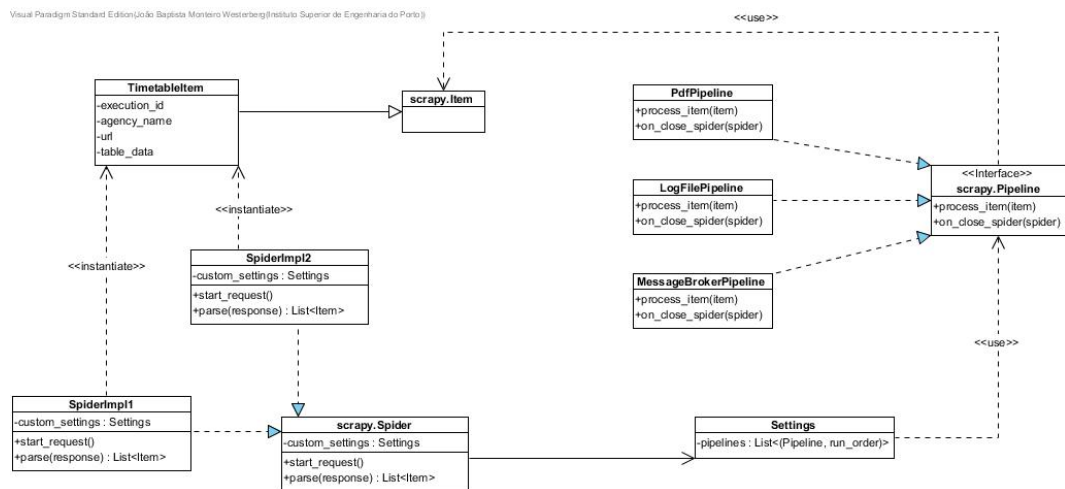 Visual Paradigm Standard Edition(João Baptista Monteiro Westerberg(Instituto Superior de Engenharia do Porto))
<<use>>
TimetableItem
-execution_id
-agency_name
-url
-table_data
scrapy.Item
PdfPipeline
+process_item(item)
+on_close_spider(spider)
<<Interface>>
scrapy.Pipeline
+process_item(item)
+on_close_spider(spider)
LogFilePipeline
+process_item(item)
+on_close_spider(spider)
<<instantiate>>
<<instantiate>>
SpiderImpl2
-custom_settings : Settings
+start_request()
+parse(response) : List<Item>
MessageBrokerPipeline
+process_item(item)
+on_close_spider(spider)
<<use>>
SpiderImpl1
-custom_settings : Settings
+start_request()
+parse(response) : List<Item>
scrapy.Spider
-custom_settings : Settings
+start_request()
+parse(response) : List<Item>
Settings
-pipelines : List<(Pipeline, run_order)>